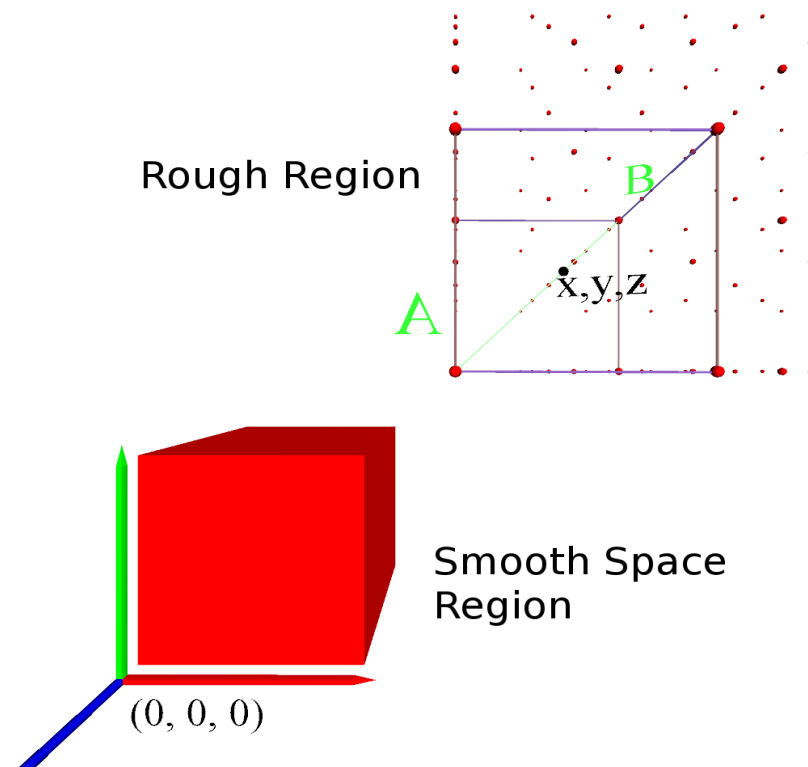 Rough Region
B
x,y,z
A
Smooth Space
Region
(0, 0, 0)